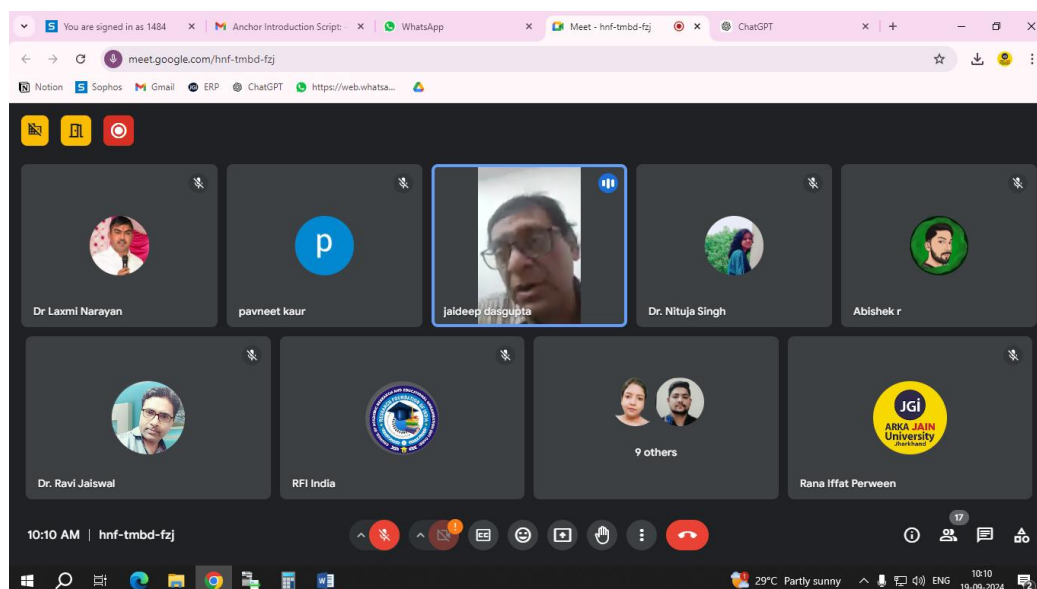 You are signed in as 1484
Anchor Introduction Script: -
WhatsApp
Meet - hnf-tmbd-fzj
ChatGPT
meet.google.com/hnf-tmbd-fzj
Notion
Sophos
Gmail
ERP
ChatGPT
https://web.whatsa...
Dr Laxmi Narayan
p
pavneet kaur
jaideep dasgupta
Dr. Nituja Singh
Abishek r
Dr. Ravi Jaiswal
RFI India
9 others
JGi
ARKA JAIN
University
Jharkhand
Rana Iffat Perween
10:10 AM | hnf-tmbd-fzj
17
29°C Partly sunny
ENG
10:10
19-09-2024